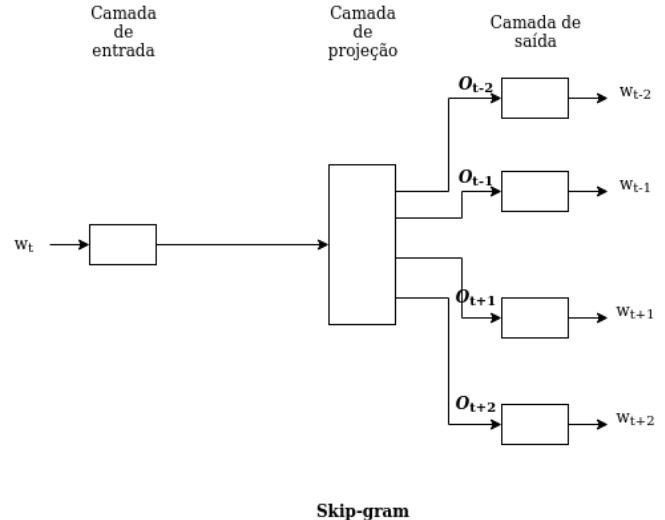 Camada
de
entrada
Camada
de
projeção
Camada de
saída
O_t-2
w_t-2
O_t-1
w_t-1
w_t
O_t+1
w_t+1
O_t+2
w_t+2
Skip-gram